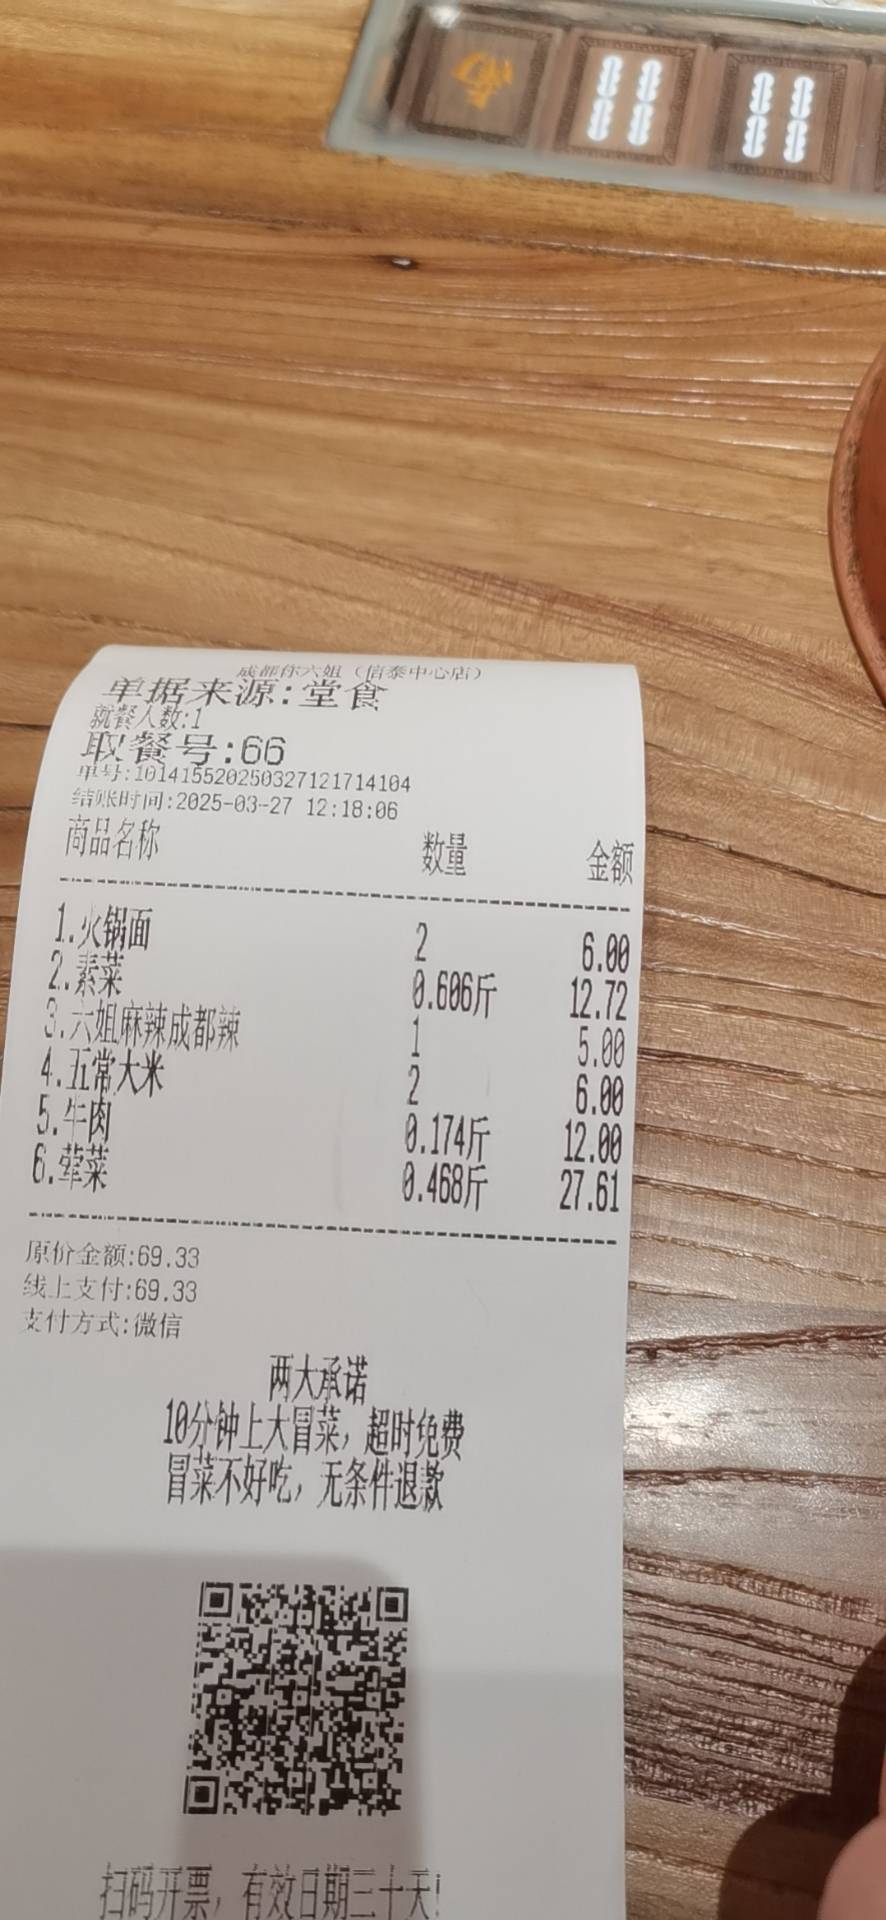 成都你六姐（信泰中心店）
单据来源:堂食
就餐人数:1
取餐号:66
单号:101415520250327121714104
结账时间:2025-03-27 12:18:06
商品名称 数量 金额
1.火锅面 2 6.00
2.素菜 0.606斤 12.72
3.六姐麻辣成都辣 1 5.00
4.五常大米 2 6.00
5.牛肉 0.174斤 12.00
6.荤菜 0.468斤 27.61
原价金额:69.33
线上支付:69.33
支付方式:微信
两大承诺
10分钟上大冒菜，超时免费
冒菜不好吃，无条件退款
扫码开票，有效日期三十天!